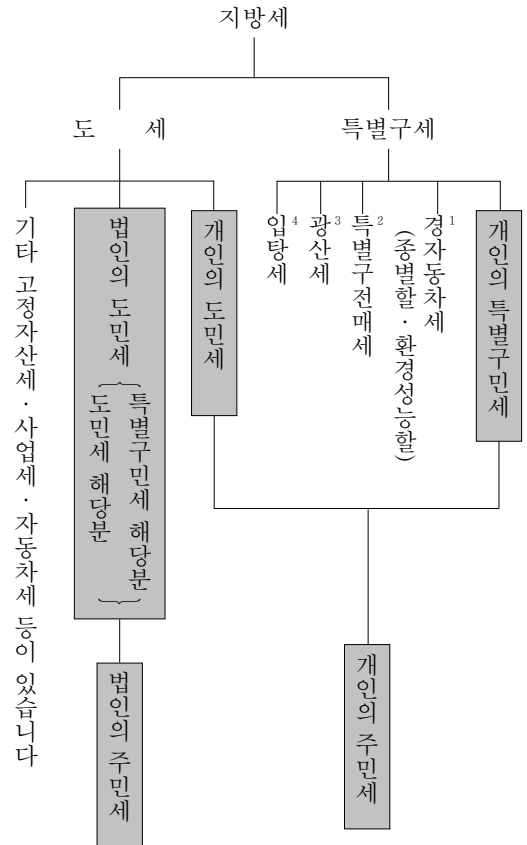 지방세
도 세
특별구세
개인의 특별구민세
경자동차세1
(종별할·환경성능할)
특별구전매세2
광산세3
입탕세4
개인의 도민세
법인의 도민세
특별구민세 해당분
도민세 해당분
기타 고정자산세·사업세·자동차세 등이 있습니다
개인의 주민세
법인의 주민세